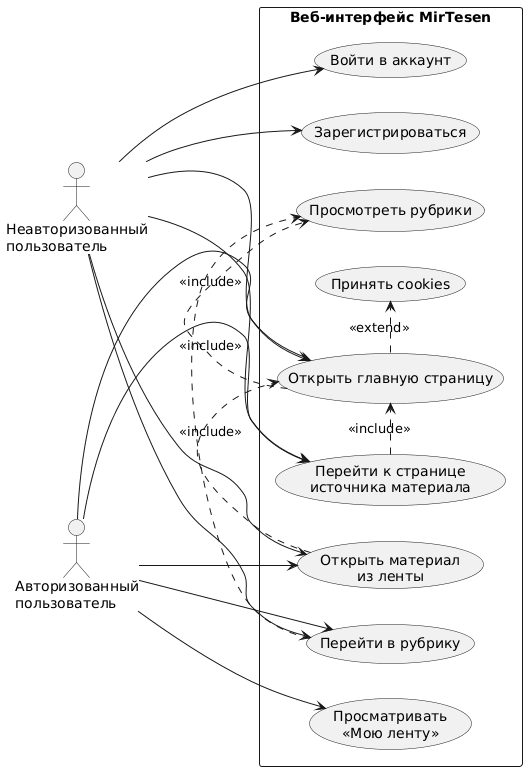 Веб-интерфейс MirTesen
Войти в аккаунт
Зарегистрироваться
Неавторизованный
пользователь
Просмотреть рубрики
«include»
Принять cookies
«extend»
«include»
Открыть главную страницу
«include»
«include»
Перейти к странице
источника материала
Авторизованный
пользователь
Открыть материал
из ленты
Перейти в рубрику
Просматривать
«Мою ленту»